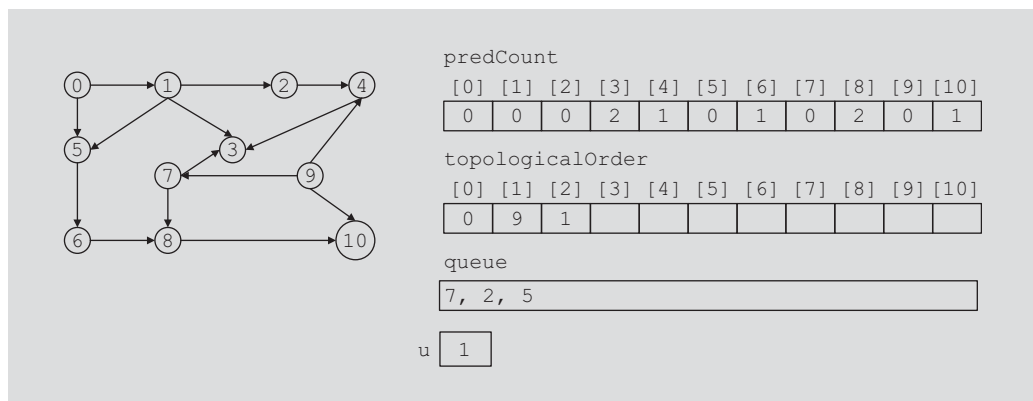 0 1 2 4
5 3
7 9
6 8 10
predCount
[0] [1] [2] [3] [4] [5] [6] [7] [8] [9] [10]
0 0 0 2 1 0 1 0 2 0 1
topologicalOrder
[0] [1] [2] [3] [4] [5] [6] [7] [8] [9] [10]
0 9 1
queue
7, 2, 5
u 1